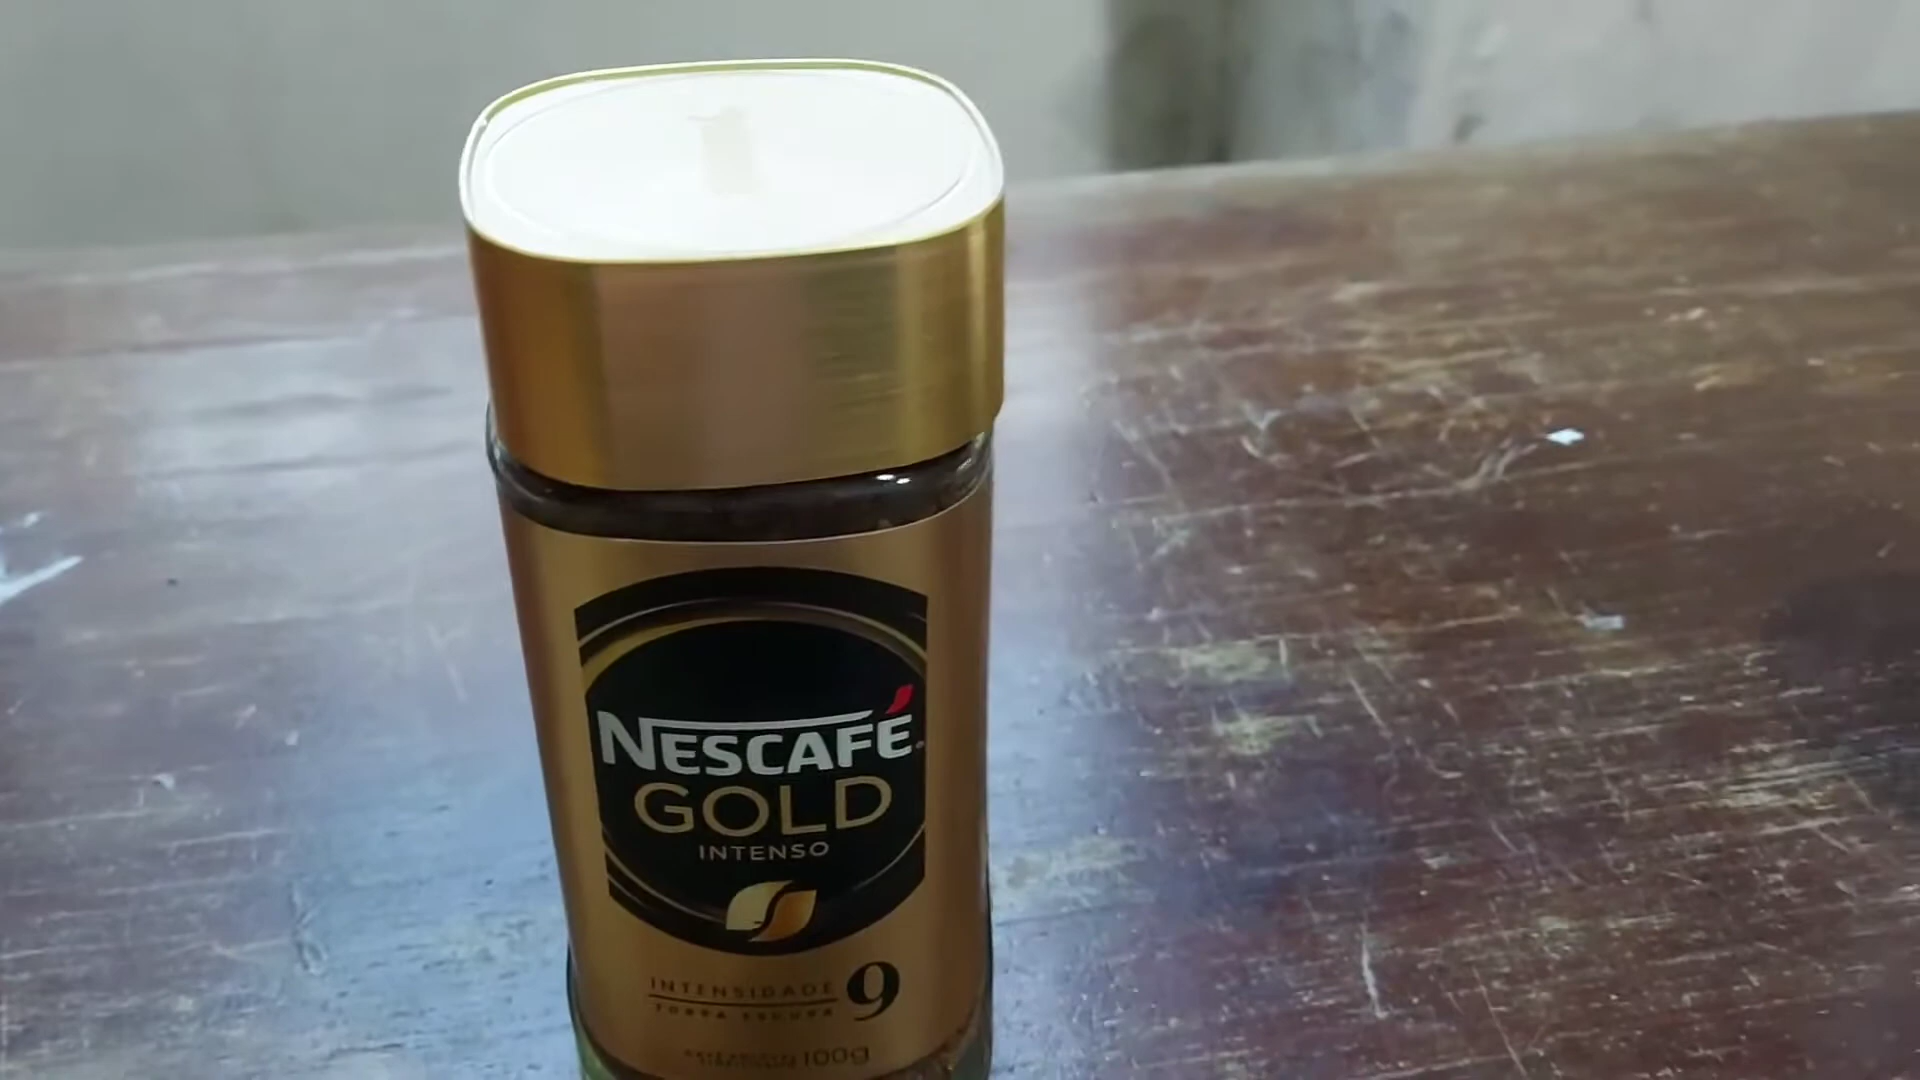 NESCAFÉ
GOLD
INTENSO
INTENSIDADE 9
TORRA ESCURA
100g